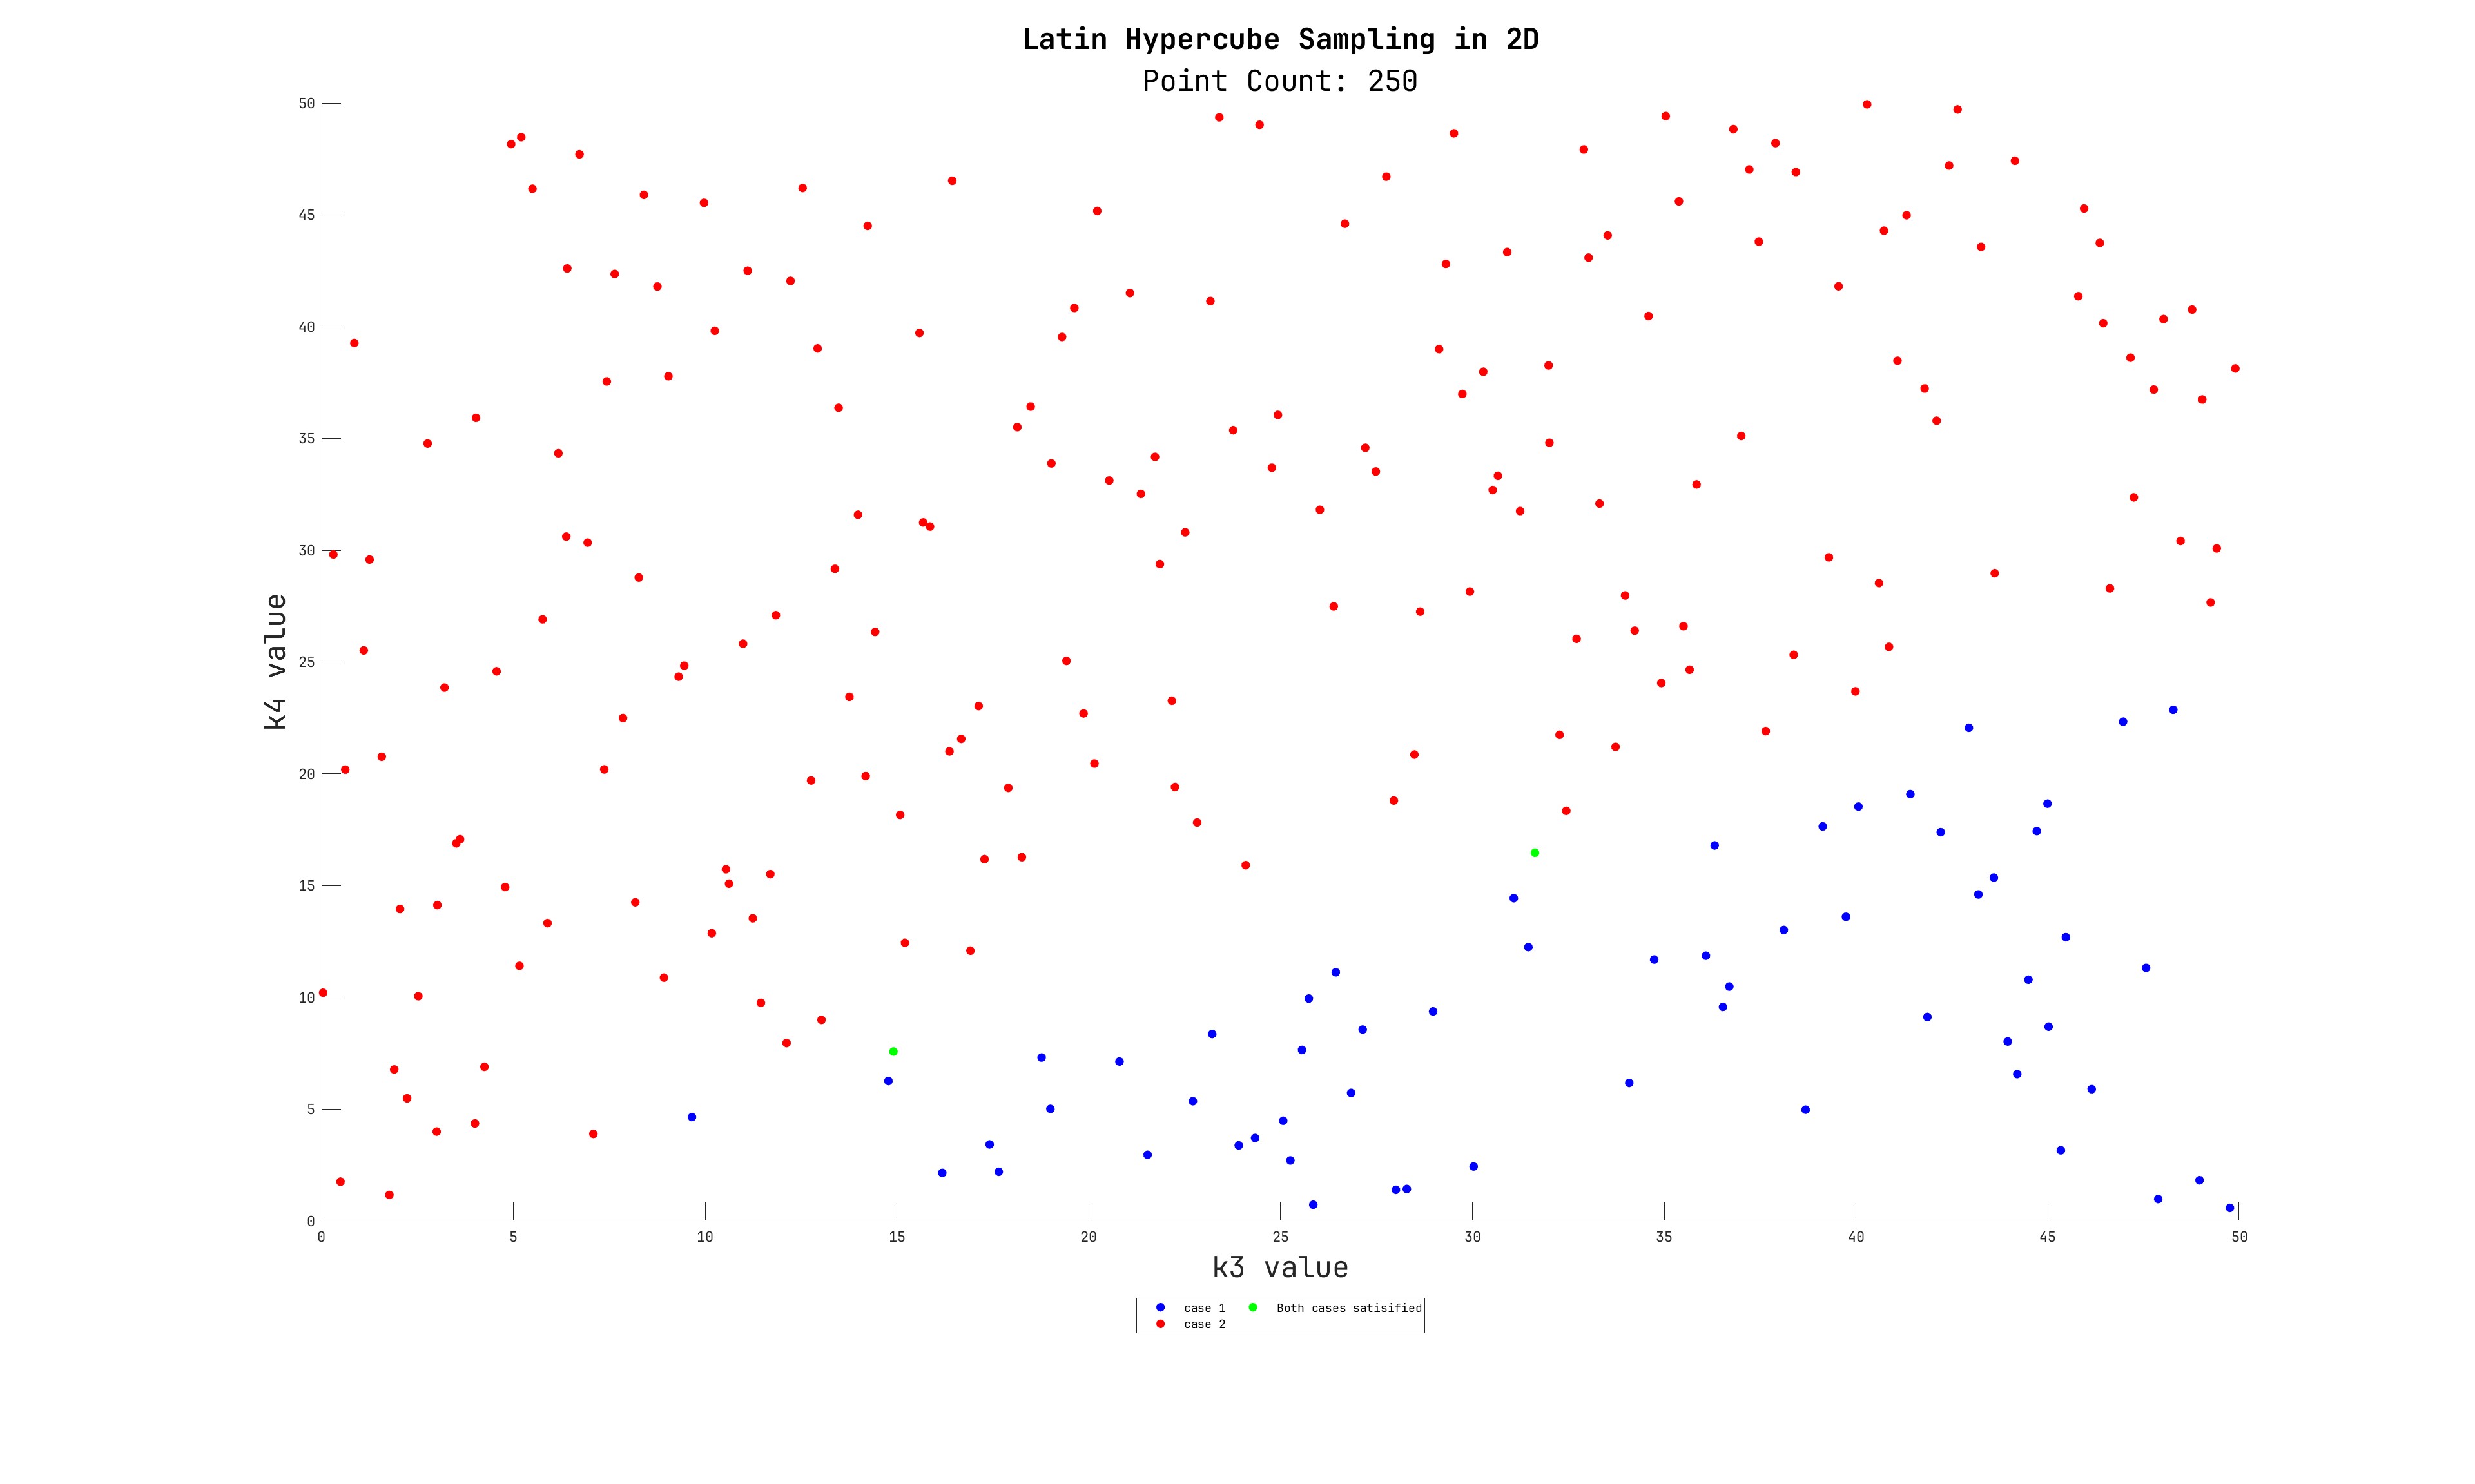 Latin Hypercube Sampling in 2D
Point Count: 250
50
45
40
35
30
25
20
15
10
5
0
k4 value
0 5 10 15 20 25 30 35 40 45 50
k3 value
case 1 Both cases satisified
case 2